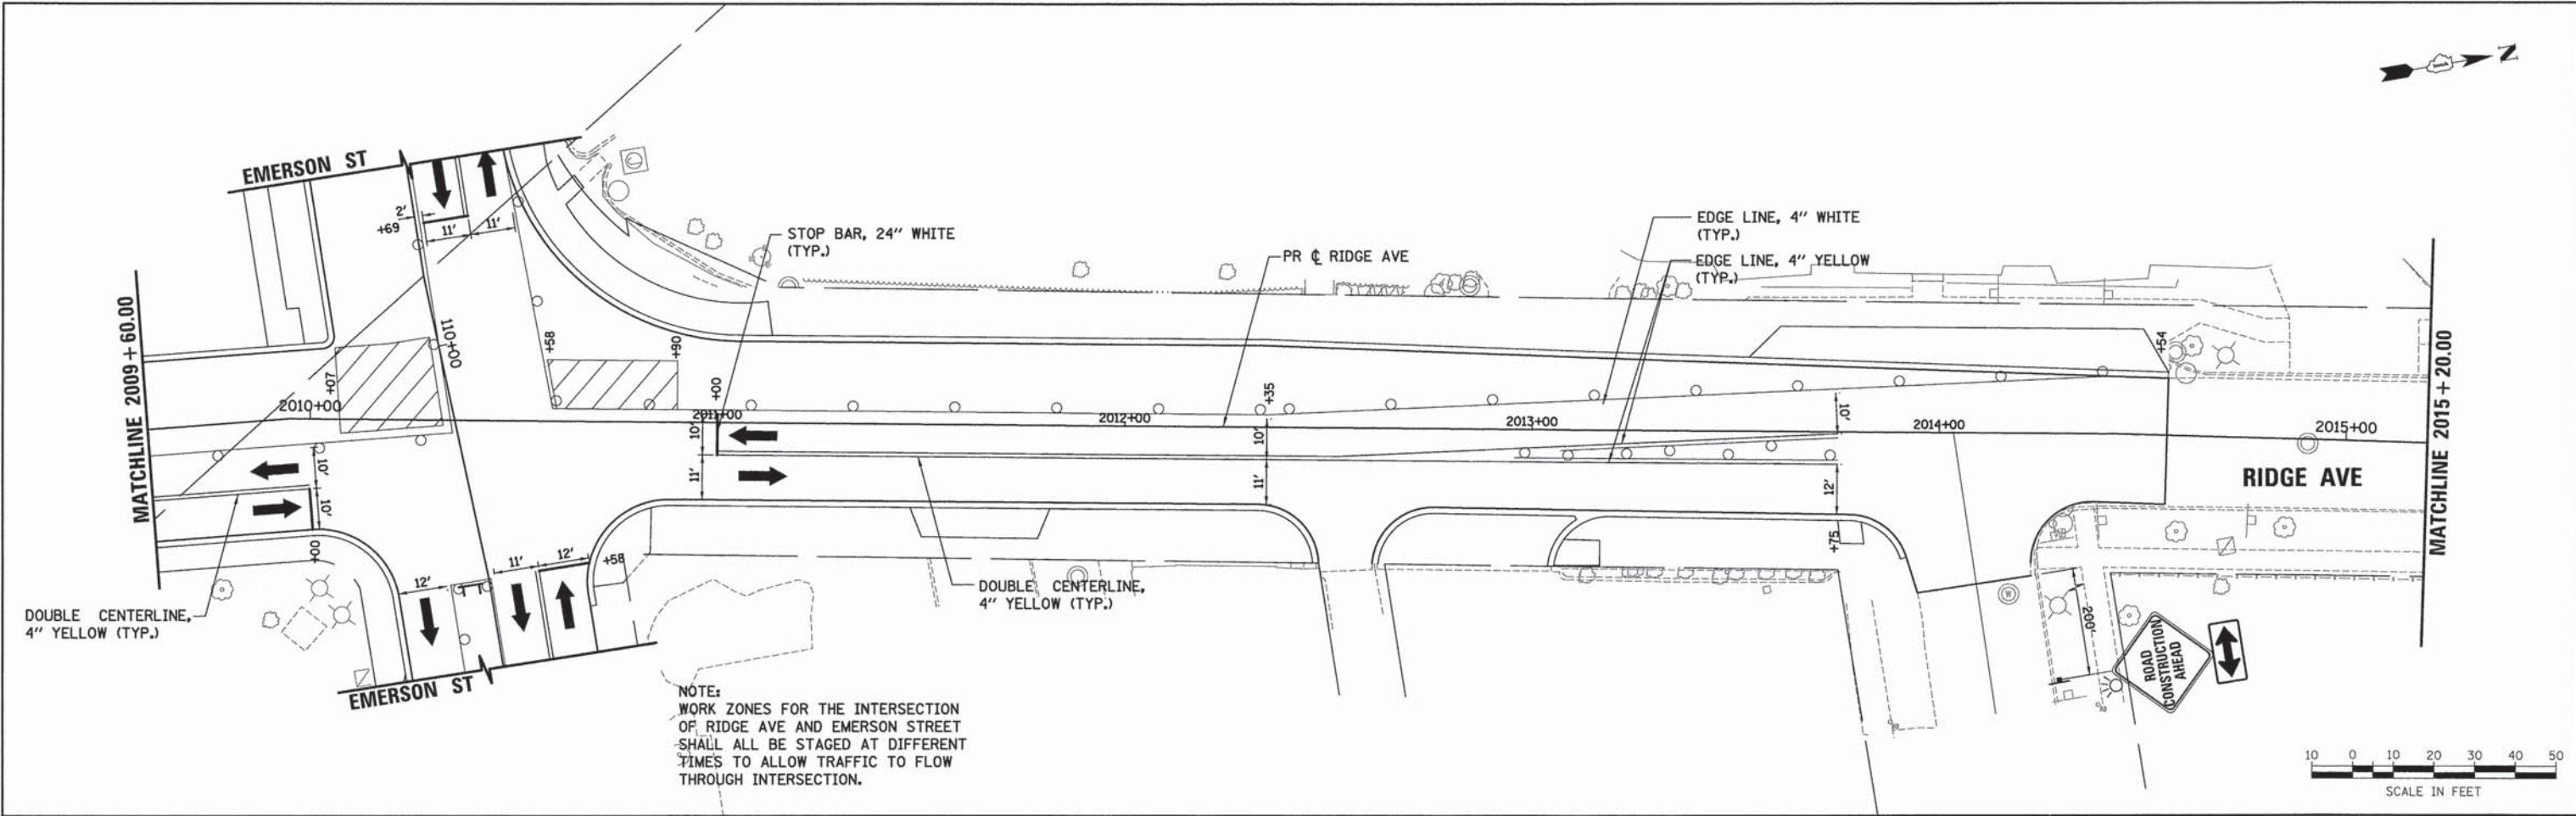 N
EMERSON ST
2'
+69
11'
11'
STOP BAR, 24" WHITE
(TYP.)
PR ℄ RIDGE AVE
EDGE LINE, 4" WHITE
(TYP.)
EDGE LINE, 4" YELLOW
(TYP.)
MATCHLINE 2009+60.00
110+00
+07
+58
+90
+00
+35
+54
2010+00
2011+00
2012+00
2013+00
2014+00
2015+00
10'
10'
10'
11'
10'
11'
10'
12'
RIDGE AVE
MATCHLINE 2015+20.00
+00
+75
12'
11'
12'
+58
DOUBLE CENTERLINE,
4" YELLOW (TYP.)
DOUBLE CENTERLINE,
4" YELLOW (TYP.)
W
200'
ROAD
CONSTRUCTION
AHEAD
EMERSON ST
NOTE:
WORK ZONES FOR THE INTERSECTION
OF RIDGE AVE AND EMERSON STREET
SHALL ALL BE STAGED AT DIFFERENT
TIMES TO ALLOW TRAFFIC TO FLOW
THROUGH INTERSECTION.
10 0 10 20 30 40 50
SCALE IN FEET